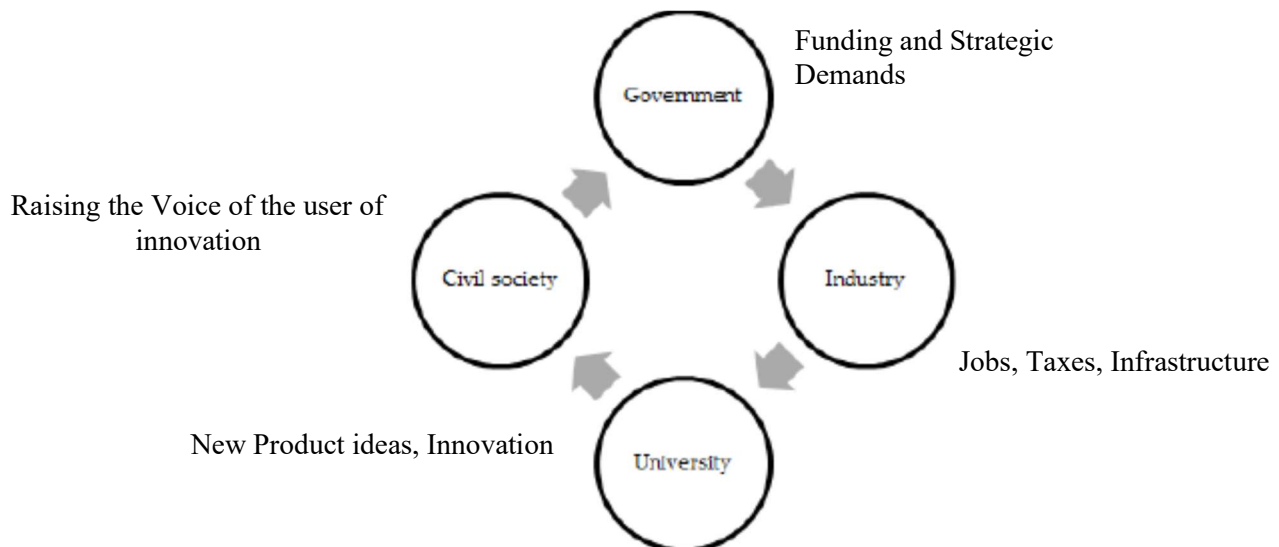 Funding and Strategic
Demands
Government
Raising the Voice of the user of
innovation
Civil society
Industry
Jobs, Taxes, Infrastructure
New Product ideas, Innovation
University